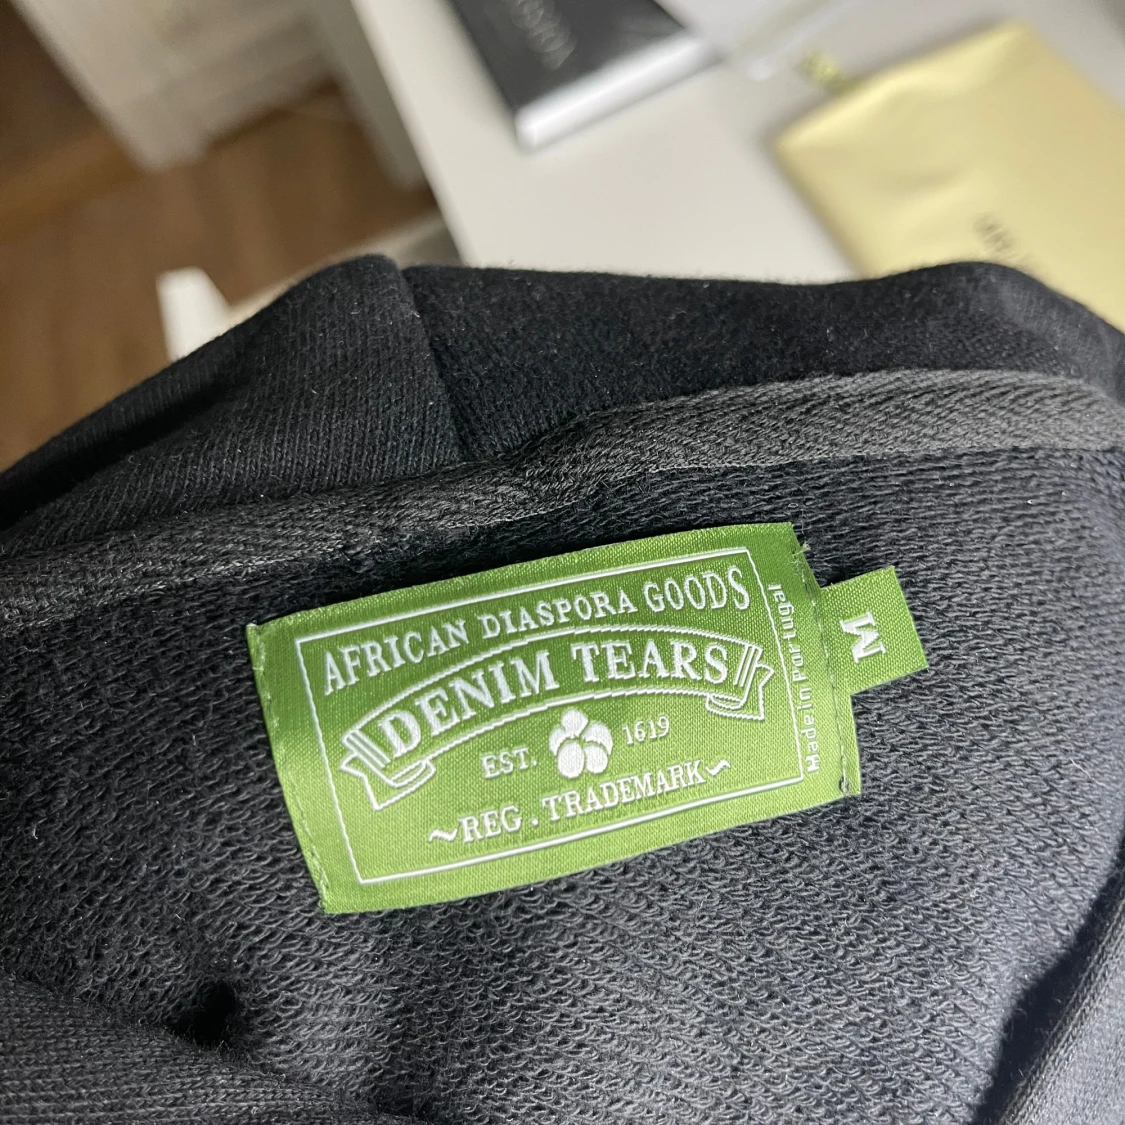 AFRICAN DIASPORA GOODS
DENIM TEARS
EST. 1619
~REG . TRADEMARK~
Made in Portugal
M